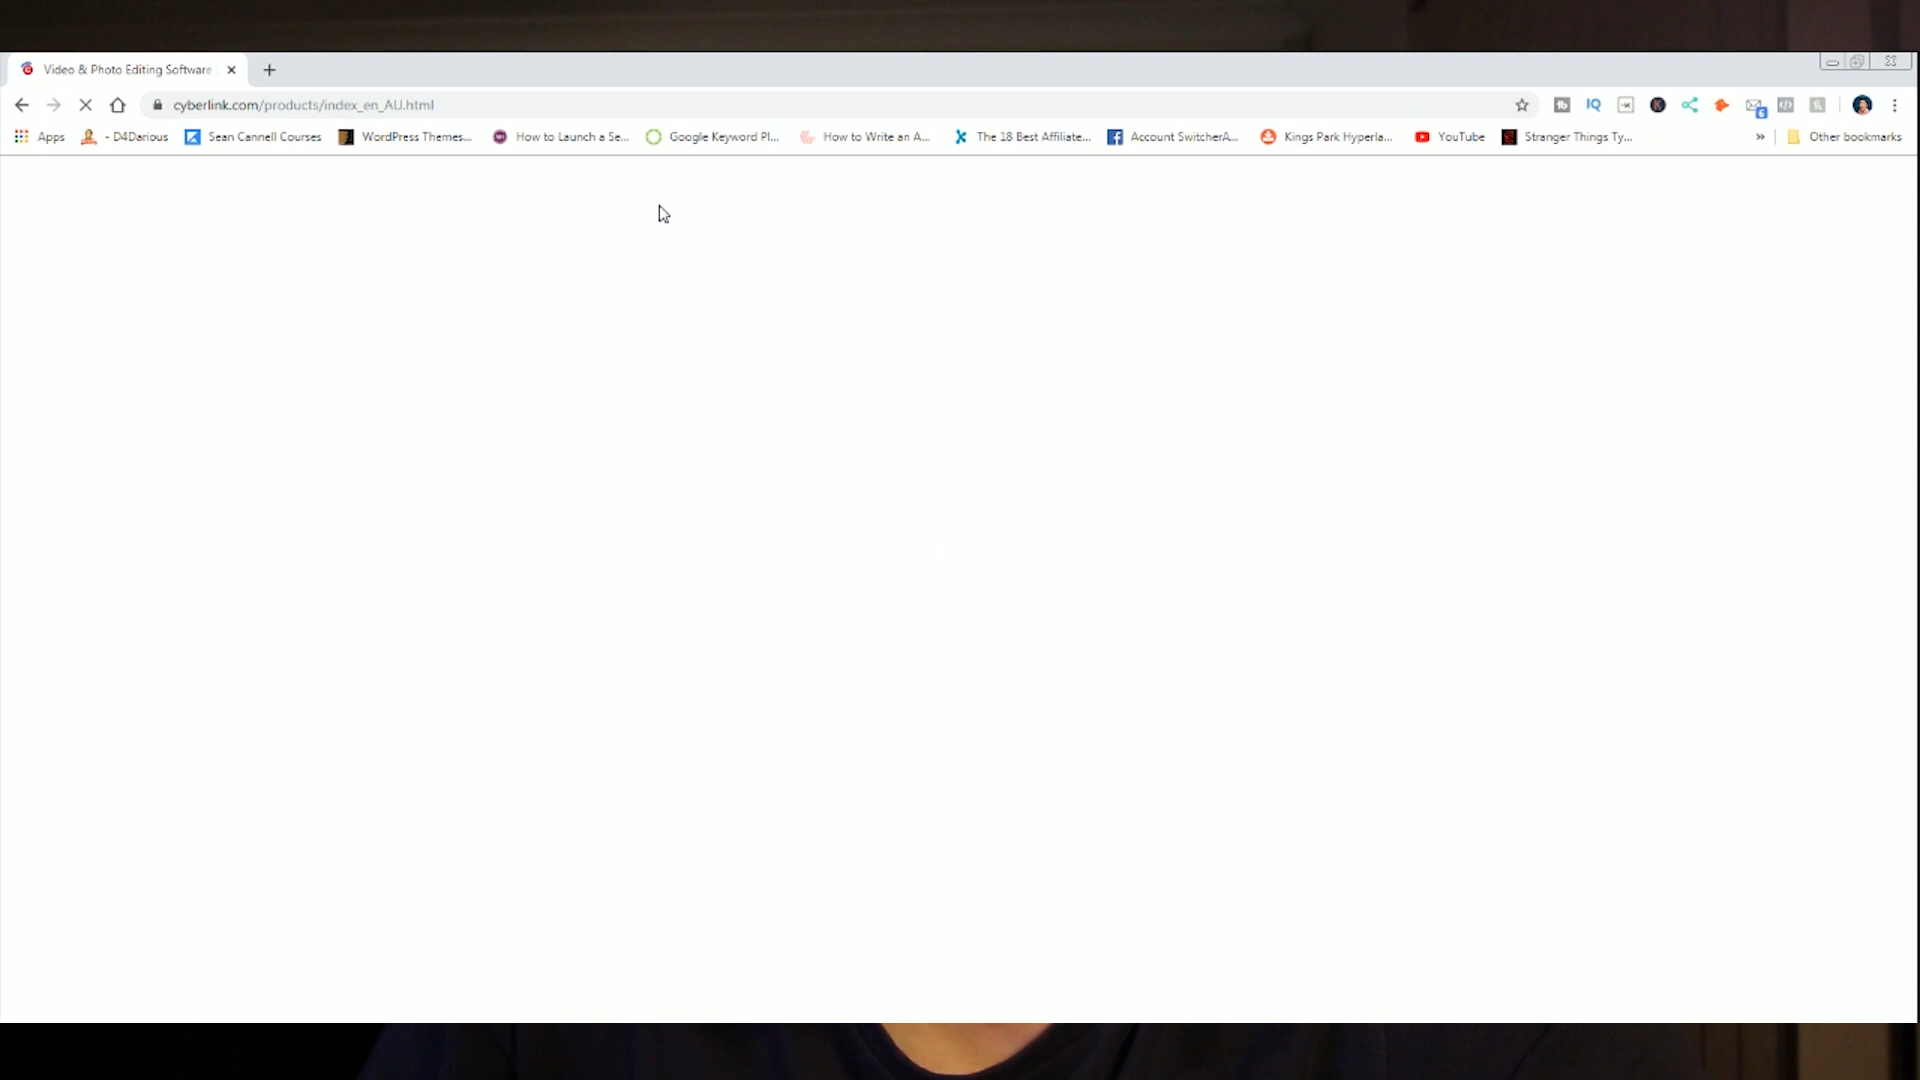 Video & Photo Editing Software
cyberlink.com/products/index_en_AU.html
IQ
6
Apps - D4Darious Sean Cannell Courses WordPress Themes... How to Launch a Se... Google Keyword Pl... How to Write an A... The 18 Best Affiliate... Account SwitcherA... Kings Park Hyperla... YouTube Stranger Things Ty... » Other bookmarks